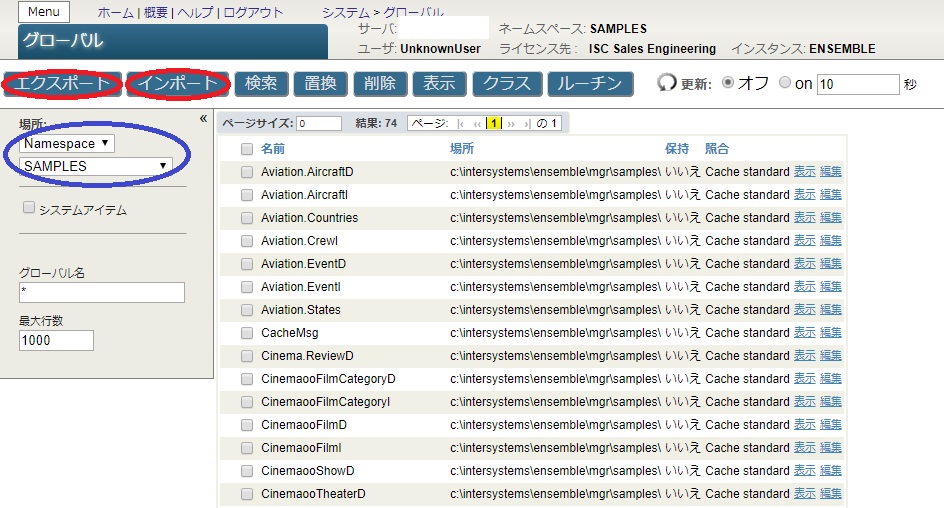 Menu ホーム | 概要 | ヘルプ | ログアウト システム > グローバル
グローバル
サーバ: ネームスペース: SAMPLES
ユーザ: UnknownUser ライセンス先: ISC Sales Engineering インスタンス: ENSEMBLE
エクスポート インポート 検索 置換 削除 表示 クラス ルーチン 更新: オフ on 10 秒
場所: «
Namespace
SAMPLES
システムアイテム
グローバル名
*
最大行数
1000
ページサイズ: 0 結果: 74 ページ: |‹ ‹‹ 1 ›› ›| の 1
名前 場所 保持 照合
Aviation.AircraftD c:\intersystems\ensemble\mgr\samples\ いいえ Cache standard 表示 編集
Aviation.AircraftI c:\intersystems\ensemble\mgr\samples\ いいえ Cache standard 表示 編集
Aviation.Countries c:\intersystems\ensemble\mgr\samples\ いいえ Cache standard 表示 編集
Aviation.CrewI c:\intersystems\ensemble\mgr\samples\ いいえ Cache standard 表示 編集
Aviation.EventD c:\intersystems\ensemble\mgr\samples\ いいえ Cache standard 表示 編集
Aviation.EventI c:\intersystems\ensemble\mgr\samples\ いいえ Cache standard 表示 編集
Aviation.States c:\intersystems\ensemble\mgr\samples\ いいえ Cache standard 表示 編集
CacheMsg c:\intersystems\ensemble\mgr\samples\ いいえ Cache standard 表示 編集
Cinema.ReviewD c:\intersystems\ensemble\mgr\samples\ いいえ Cache standard 表示 編集
CinemaooFilmCategoryD c:\intersystems\ensemble\mgr\samples\ いいえ Cache standard 表示 編集
CinemaooFilmCategoryI c:\intersystems\ensemble\mgr\samples\ いいえ Cache standard 表示 編集
CinemaooFilmD c:\intersystems\ensemble\mgr\samples\ いいえ Cache standard 表示 編集
CinemaooFilmI c:\intersystems\ensemble\mgr\samples\ いいえ Cache standard 表示 編集
CinemaooShowD c:\intersystems\ensemble\mgr\samples\ いいえ Cache standard 表示 編集
CinemaooTheaterD c:\intersystems\ensemble\mgr\samples\ いいえ Cache standard 表示 編集